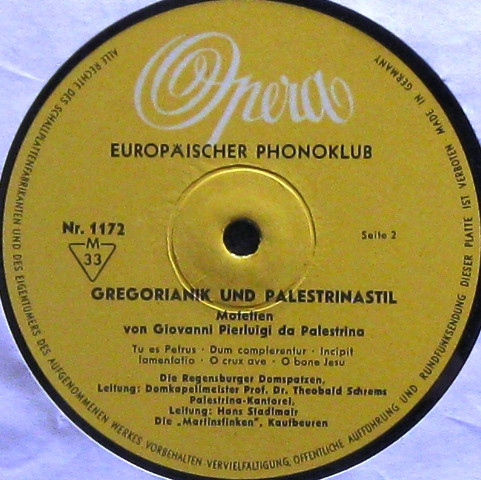 Opera
EUROPÄISCHER PHONOKLUB
Nr. 1172
M
33
Seite 2
GREGORIANIK UND PALESTRINASTIL
Motetten
von Giovanni Pierluigi da Palestrina
Tu es Petrus · Dum complerentur · Incipit
lamentatio · O crux ave · O bone Jesu
Die Regensburger Domspatzen,
Leitung: Domkapellmeister Prof. Dr. Theobald Schrems
Palestrina-Kantorei,
Leitung: Hans Stadlmair
Die „Martinsfinken", Kaufbeuren
ALLE RECHTE DES SCHALLPLATTENFABRIKANTEN UND DES EIGENTÜMERS DES AUFGENOMMENEN WERKES VORBEHALTEN VERVIELFÄLTIGUNG, ÖFFENTLICHE AUFFÜHRUNG UND RUNDFUNKSENDUNG DIESER PLATTE IST VERBOTEN MADE IN GERMANY